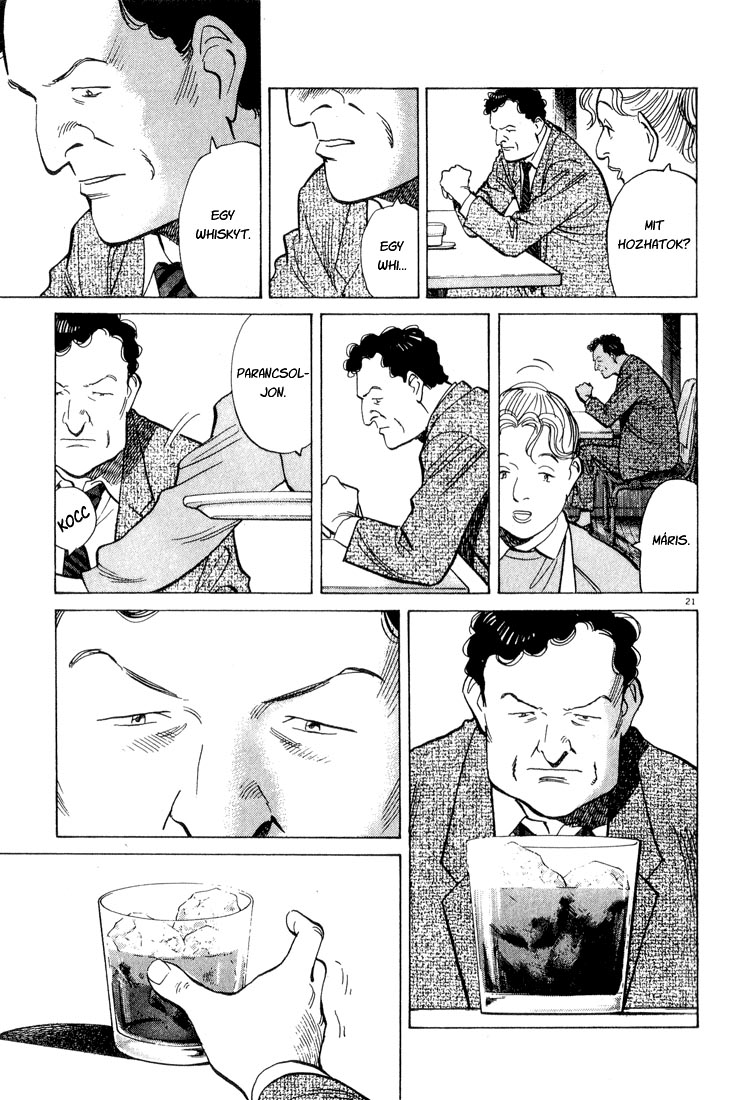 MIT
HOZHATOK?
EGY
WHI...
EGY
WHISKYT.
MÁRIS.
PARANCSOL-
JON.
KOCC
21